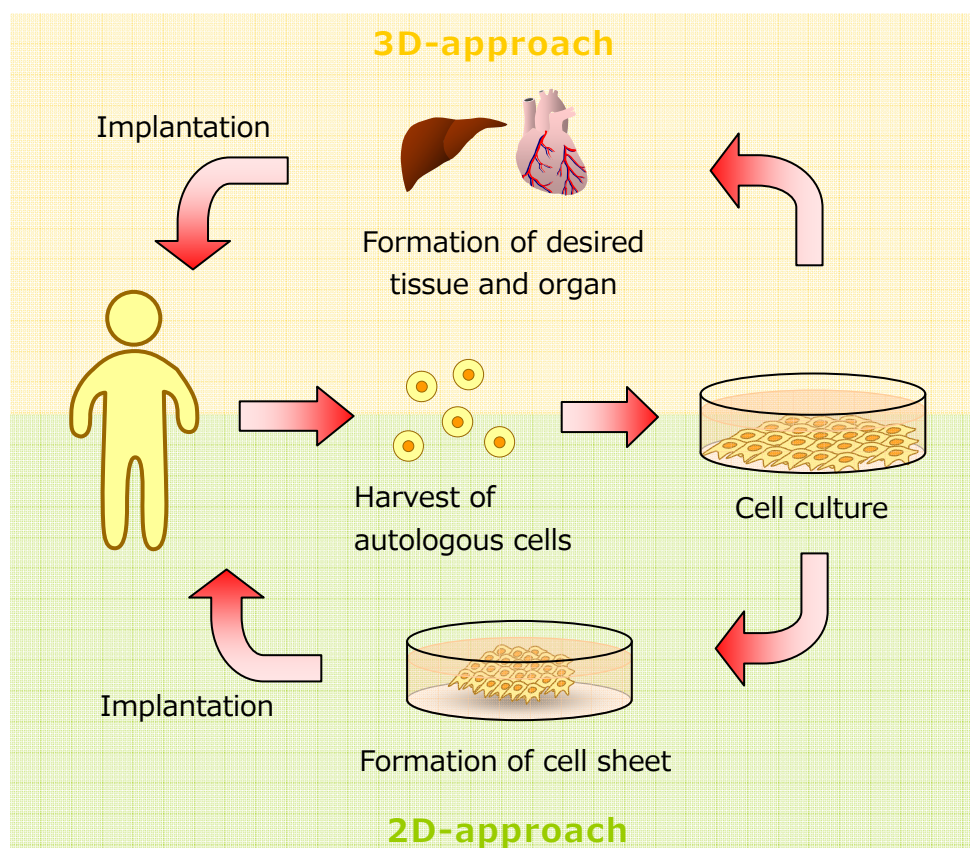 3D-approach
Implantation
Formation of desired
tissue and organ
Harvest of
autologous cells
Cell culture
Implantation
Formation of cell sheet
2D-approach